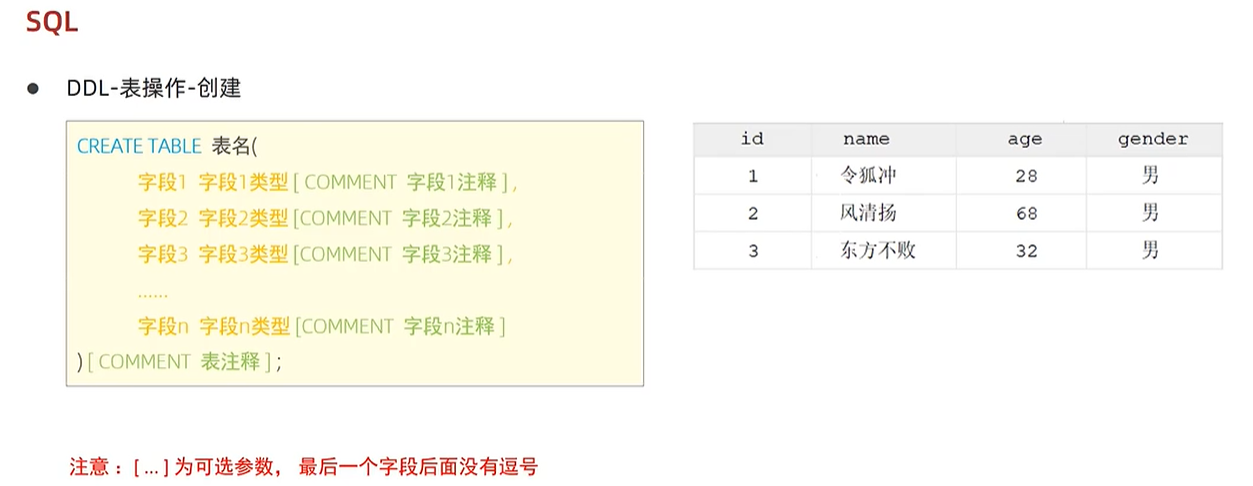 SQL
DDL-表操作-创建
CREATE TABLE 表名(
字段1 字段1类型[ COMMENT 字段1注释 ],
字段2 字段2类型[COMMENT 字段2注释 ],
字段3 字段3类型[COMMENT 字段3注释 ],
......
字段n 字段n类型[COMMENT 字段n注释 ]
)[ COMMENT 表注释 ] ;
id name age gender
1 令狐冲 28 男
2 风清扬 68 男
3 东方不败 32 男
注意：[ ... ] 为可选参数， 最后一个字段后面没有逗号